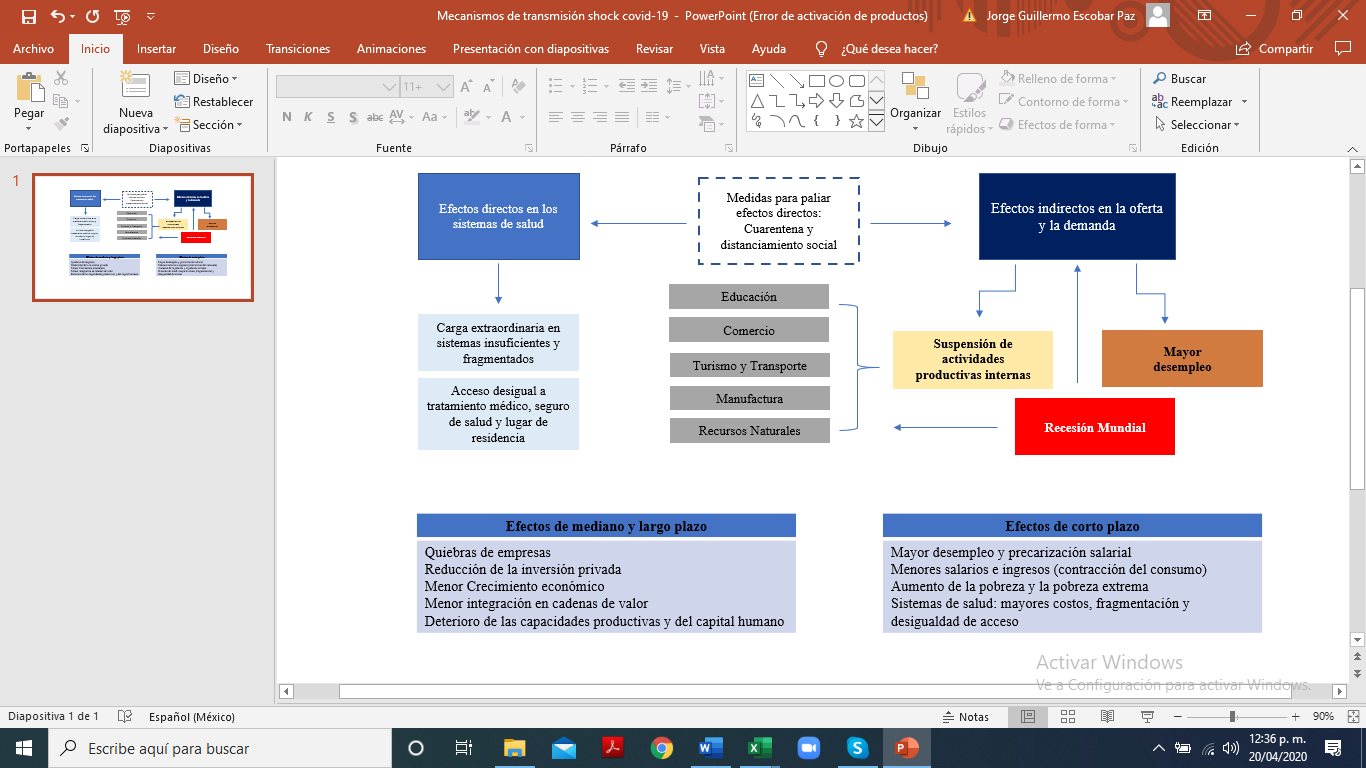 Mecanismos de transmisión shock covid-19 - PowerPoint (Error de activación de productos)
Jorge Guillermo Escobar Paz
Archivo
Inicio
Insertar
Diseño
Transiciones
Animaciones
Presentación con diapositivas
Revisar
Vista
Ayuda
¿Qué desea hacer?
Compartir
Pegar
Nueva
diapositiva
Diseño
Restablecer
Sección
11+
N K S S abc AV Aa A
Organizar
Estilos
rápidos
Relleno de forma
Contorno de forma
Efectos de forma
Buscar
Reemplazar
Seleccionar
Portapapeles
Diapositivas
Fuente
Párrafo
Dibujo
Edición
1
Efectos directos en los
sistemas de salud
Medidas para paliar
efectos directos:
Cuarentena y
distanciamiento social
Efectos indirectos en la oferta
y la demanda
Carga extraordinaria en
sistemas insuficientes y
fragmentados
Acceso desigual a
tratamiento médico, seguro
de salud y lugar de
residencia
Educación
Comercio
Turismo y Transporte
Manufactura
Recursos Naturales
Suspensión de
actividades
productivas internas
Mayor
desempleo
Recesión Mundial
Efectos de mediano y largo plazo
Quiebras de empresas
Reducción de la inversión privada
Menor Crecimiento económico
Menor integración en cadenas de valor
Deterioro de las capacidades productivas y del capital humano
Efectos de corto plazo
Mayor desempleo y precarización salarial
Menores salarios e ingresos (contracción del consumo)
Aumento de la pobreza y la pobreza extrema
Sistemas de salud: mayores costos, fragmentación y
desigualdad de acceso
Activar Windows
Ve a Configuración para activar Windows.
Diapositiva 1 de 1
Español (México)
Notas
90%
Escribe aquí para buscar
12:36 p. m.
20/04/2020